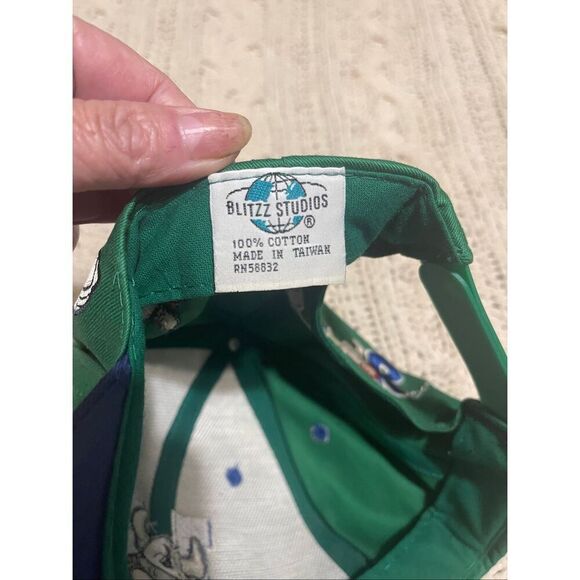 BLITZZ STUDIOS
®
100% COTTON
MADE IN TAIWAN
RN58832